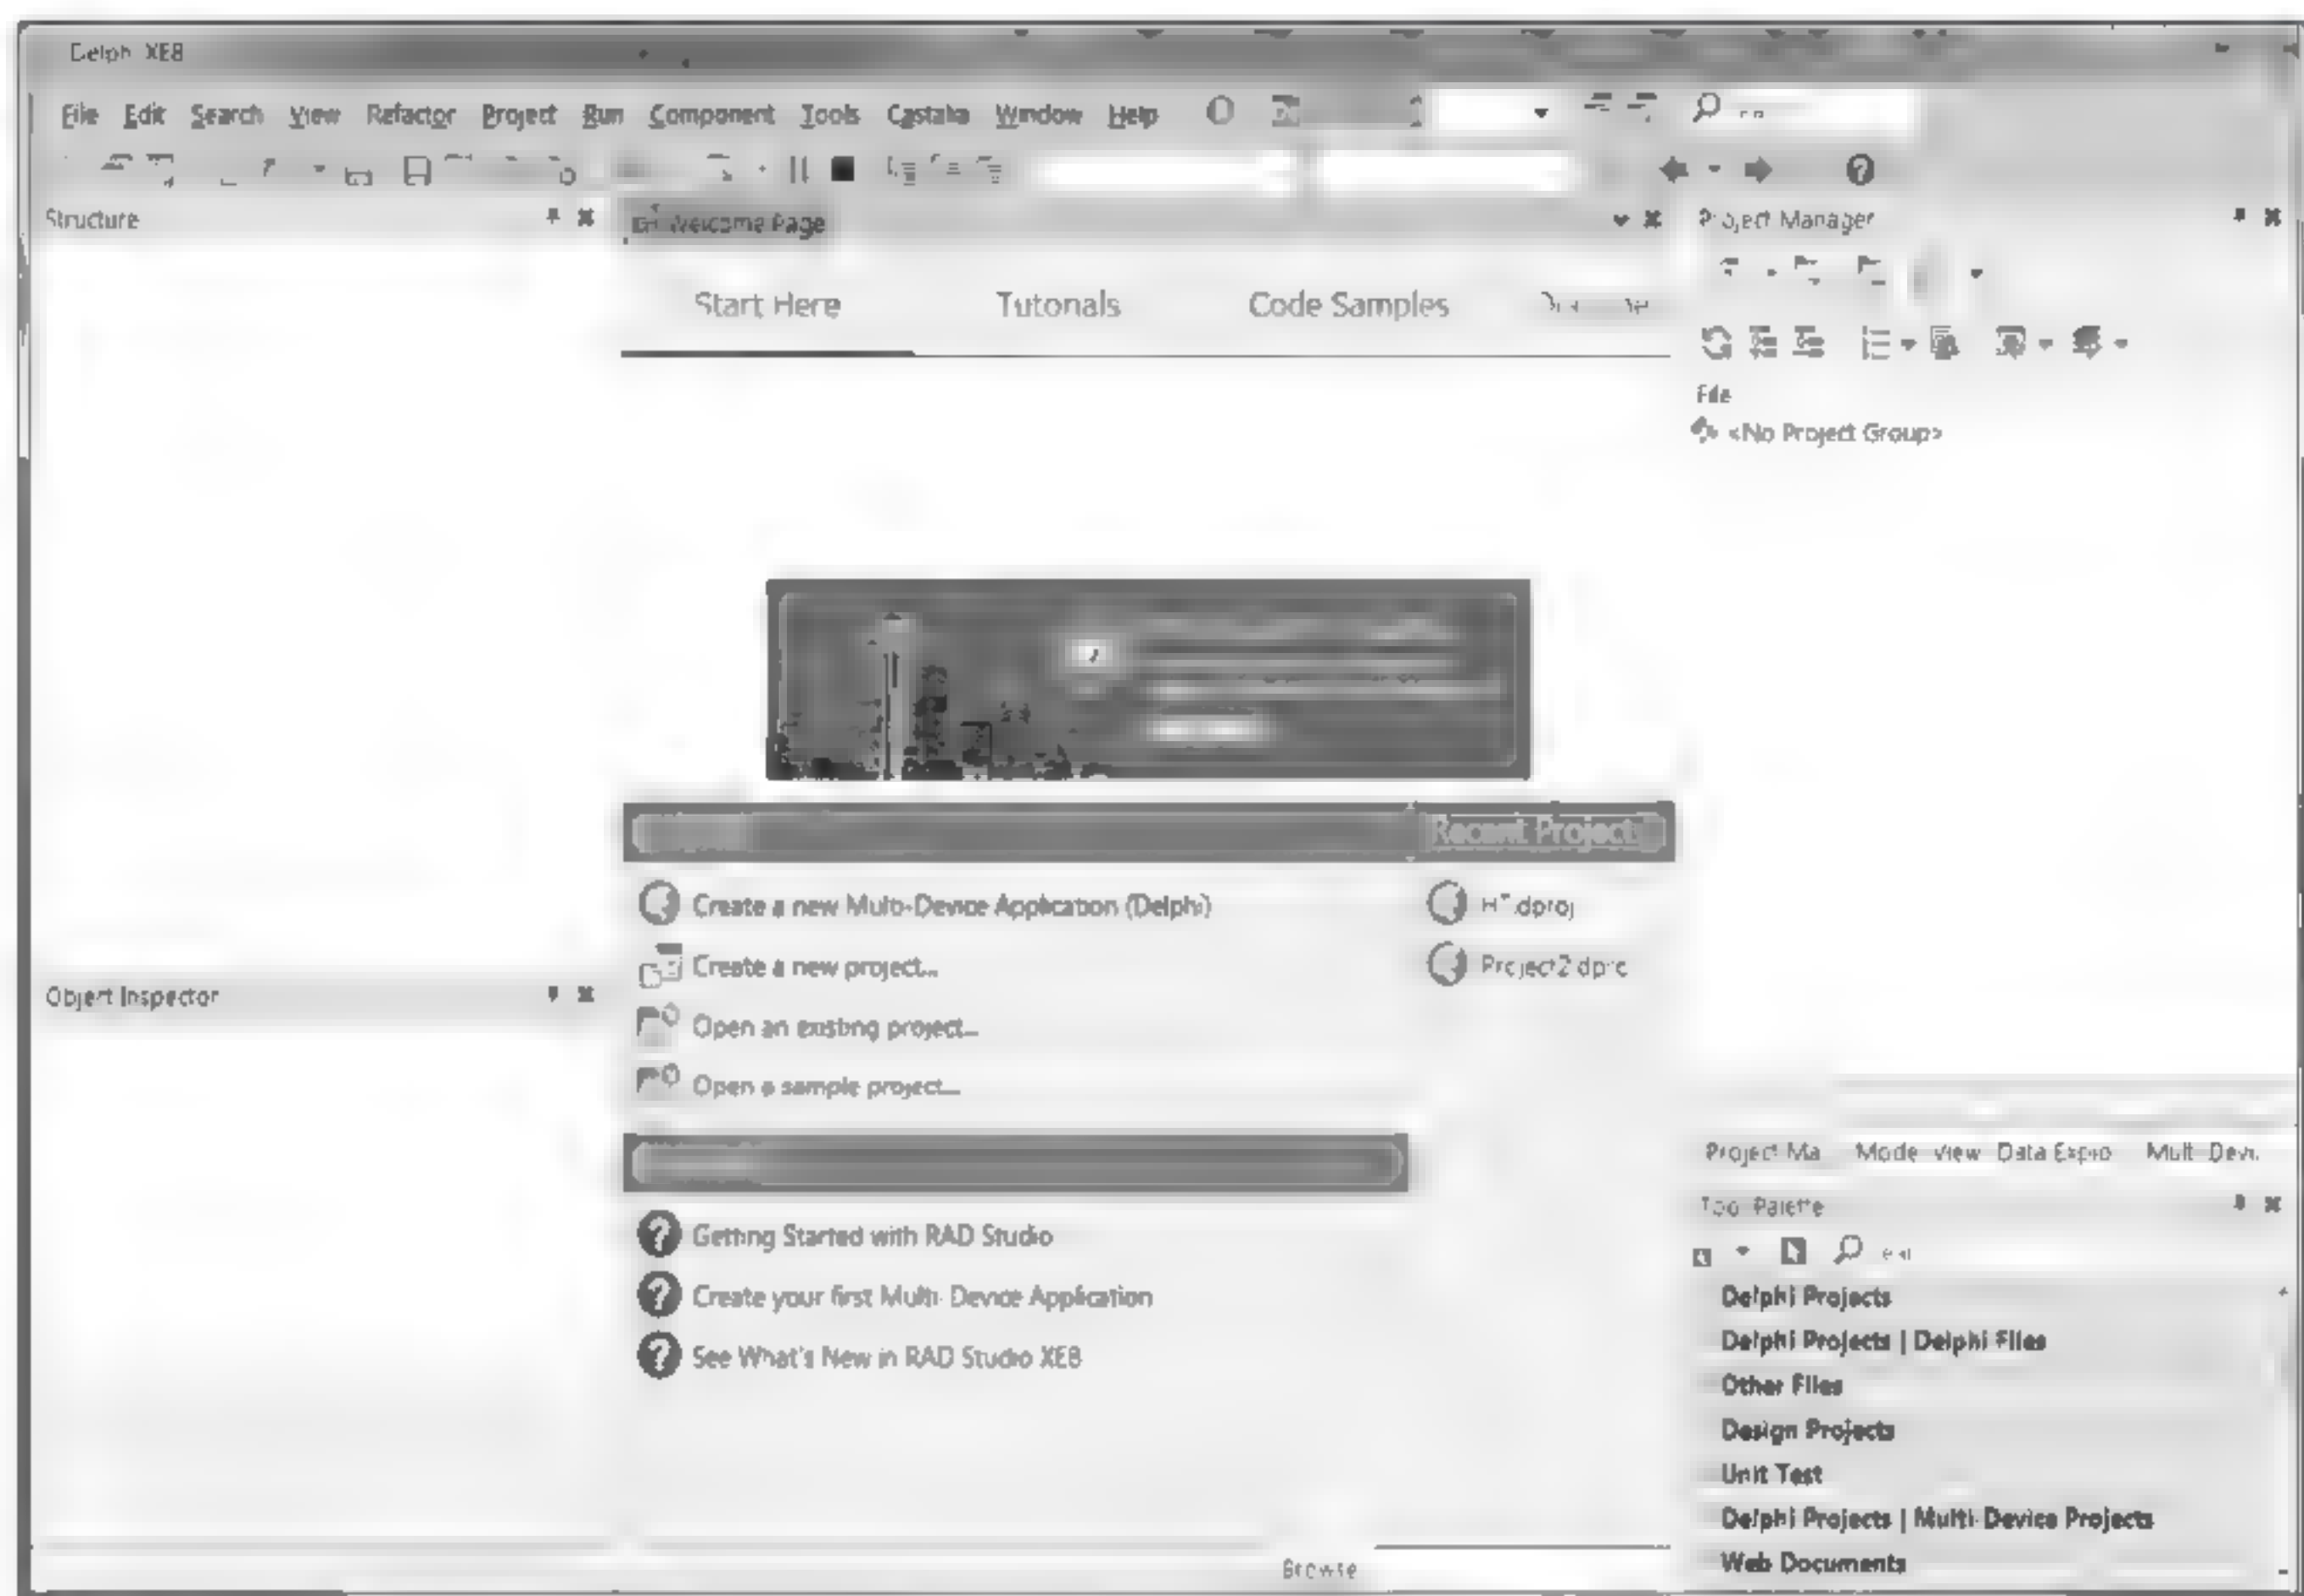 XE8
File Edit Search View Refactor Project Run Component Tools Castalia Window Help
Structure
Welcome Page
Project Manager
Start Here Tutorials Code Samples
File
<No Project Group>
Recent Projects
Create a new Multi-Device Application (Delphi)
Create a new project...
Project2.dproj
Open an existing project...
Open a sample project...
Object Inspector
Getting Started with RAD Studio
Create your first Multi-Device Application
See What's New in RAD Studio XE8
Project Ma Model View Data Explo Multi-Devi
Tool Palette
Delphi Projects
Delphi Projects | Delphi Files
Other Files
Design Projects
Unit Test
Delphi Projects | Multi-Device Projects
Web Documents
Browse